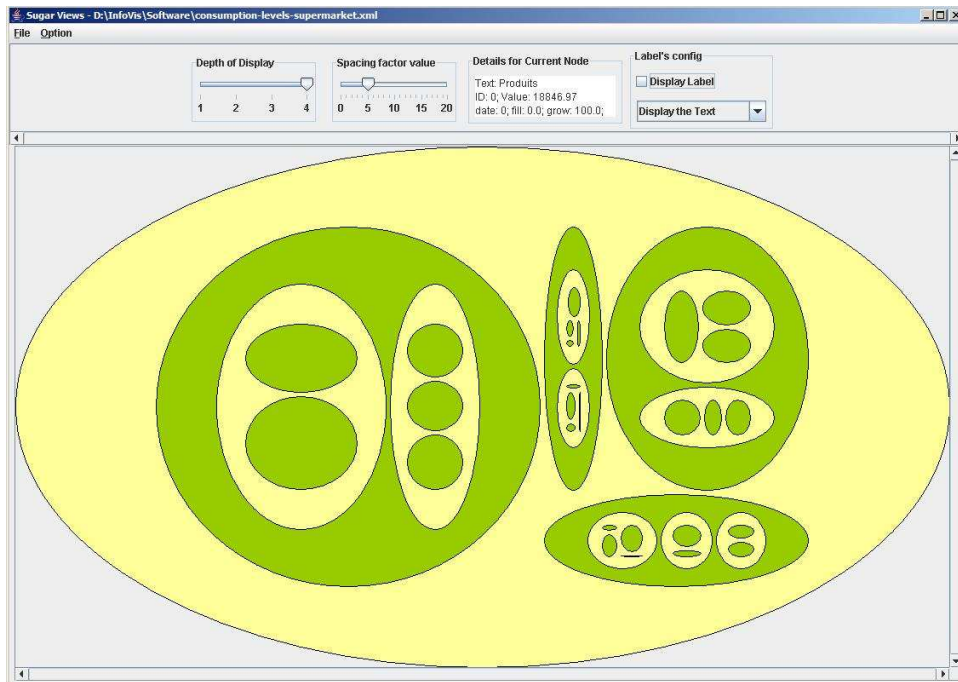 Sugar Views - D:\InfoVis\Software\consumption-levels-supermarket.xml
File Option
Depth of Display
1 2 3 4
Spacing factor value
0 5 10 15 20
Details for Current Node
Text: Produits
ID: 0; Value: 18846.97
date: 0; fill: 0.0; grow: 100.0;
Label's config
Display Label
Display the Text